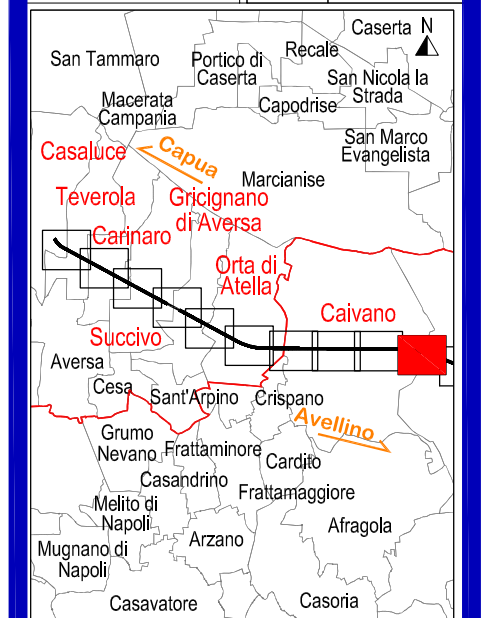 Caserta
N
San Tammaro
Portico di
Caserta
Recale
San Nicola la
Strada
Macerata
Campania
Capodrise
San Marco
Evangelista
Casaluce
Capua
Marcianise
Teverola
Gricignano
di Aversa
Carinaro
Orta di
Atella
Caivano
Succivo
Aversa
Cesa
Sant'Arpino
Crispano
Avellino
Grumo
Nevano
Frattaminore
Cardito
Casandrino
Frattamaggiore
Melito di
Napoli
Afragola
Arzano
Mugnano di
Napoli
Casavatore
Casoria